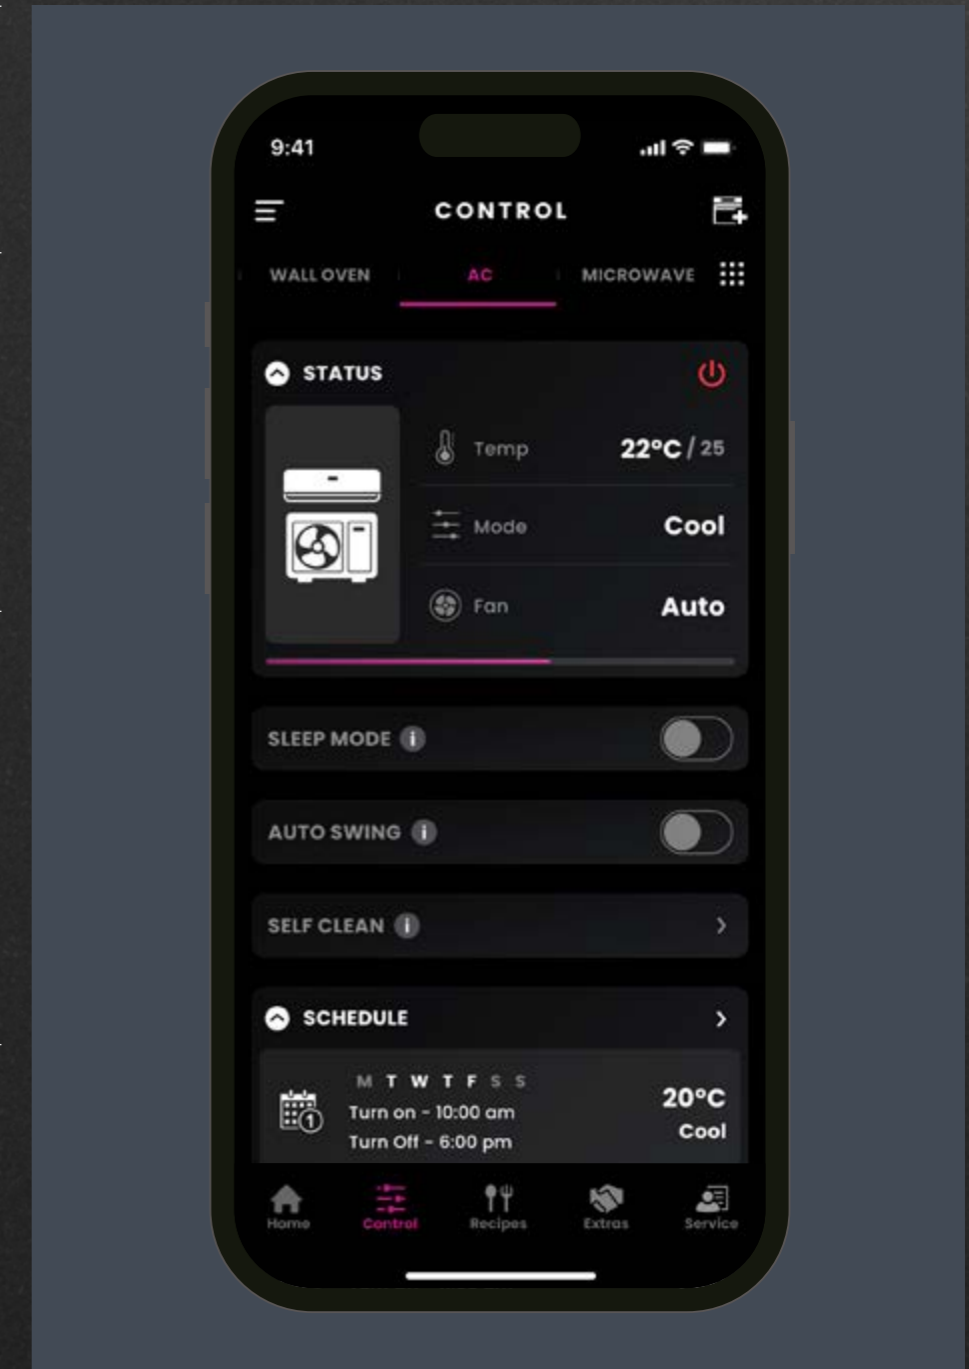 9:41
CONTROL
WALL OVEN AC MICROWAVE
STATUS
Temp 22°C / 25
Mode Cool
Fan Auto
SLEEP MODE i
AUTO SWING i
SELF CLEAN i
SCHEDULE
M T W T F S S
1
Turn on - 10:00 am
Turn Off - 6:00 pm
20°C
Cool
Home Control Recipes Extras Service